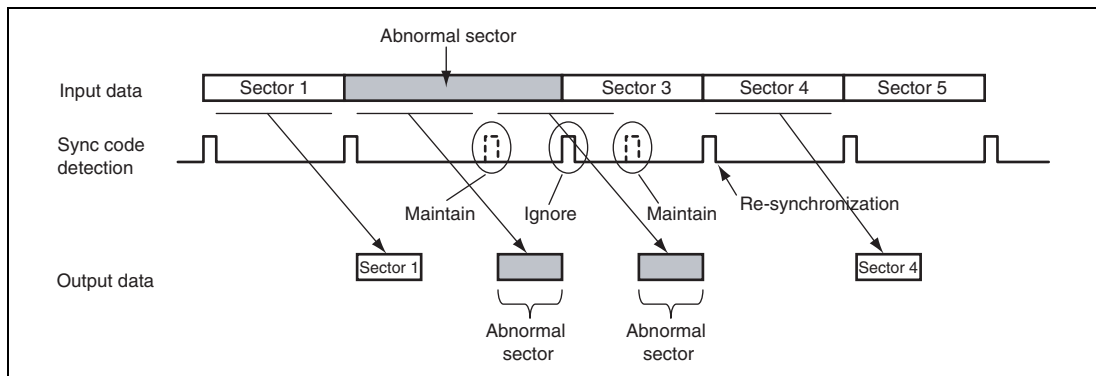 Abnormal sector
Input data
Sector 1
Sector 3
Sector 4
Sector 5
Sync code
detection
Maintain
Ignore
Maintain
Re-synchronization
Output data
Sector 1
Sector 4
Abnormal
sector
Abnormal
sector